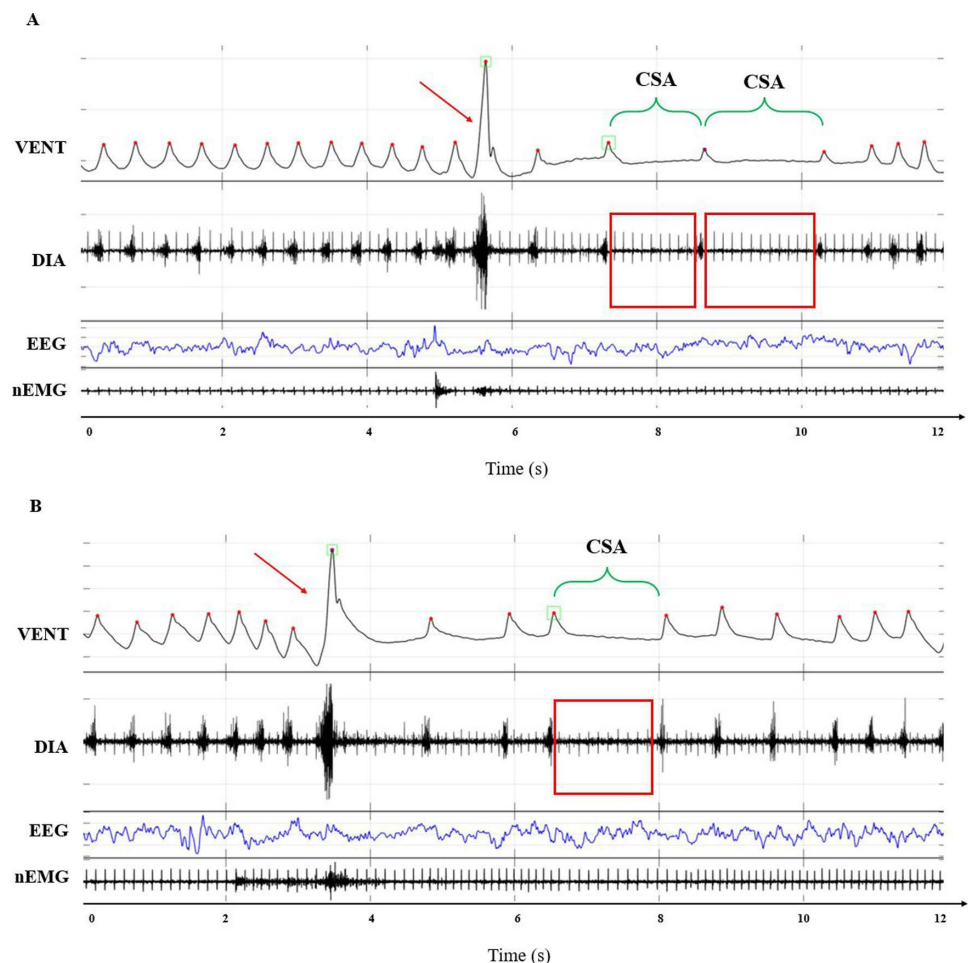 A
CSA CSA
VENT
DIA
EEG
nEMG
0 2 4 6 8 10 12
Time (s)
B
CSA
VENT
DIA
EEG
nEMG
0 2 4 6 8 10 12
Time (s)